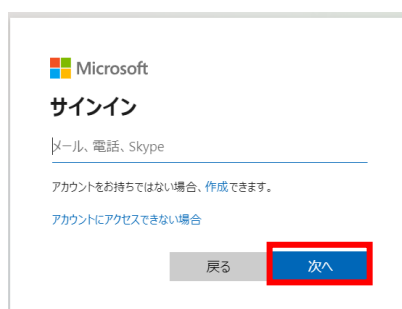 Microsoft
サインイン
メール、電話、Skype
アカウントをお持ちではない場合、作成できます。
アカウントにアクセスできない場合
戻る
次へ